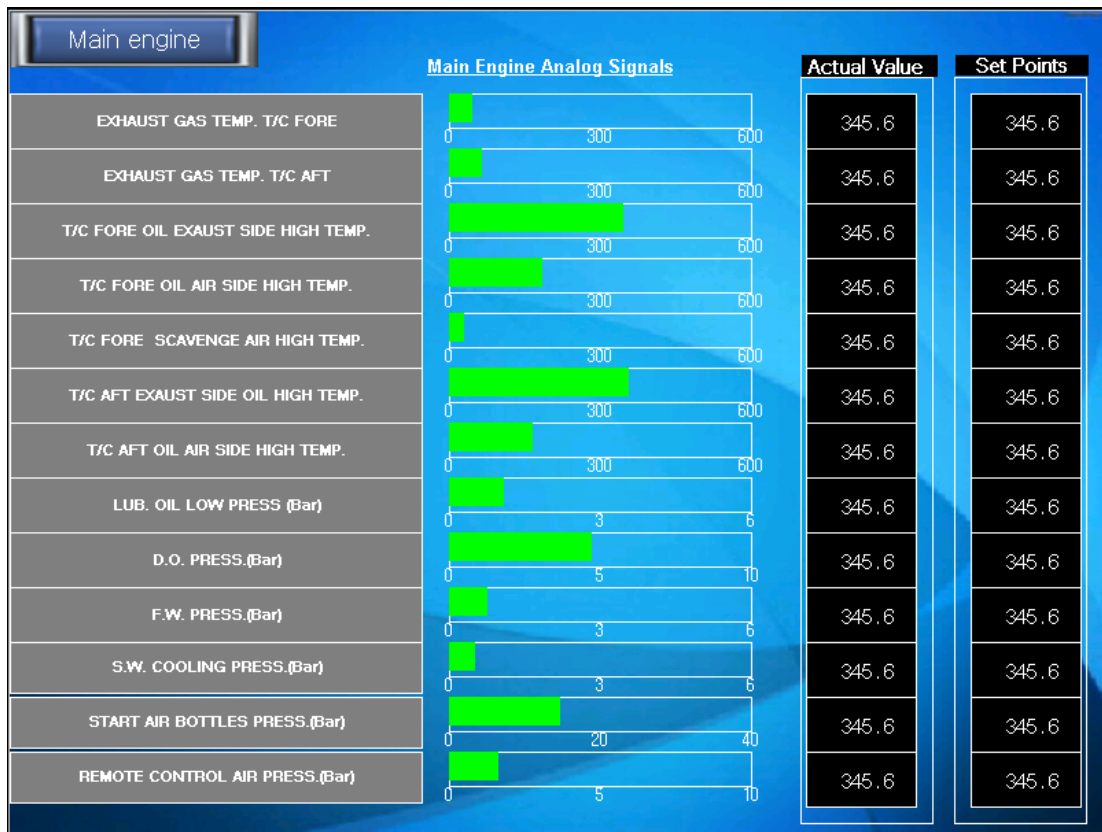 Main engine
Main Engine Analog Signals Actual Value Set Points
EXHAUST GAS TEMP. T/C FORE 0 300 600 345.6 345.6
EXHAUST GAS TEMP. T/C AFT 0 300 600 345.6 345.6
T/C FORE OIL EXAUST SIDE HIGH TEMP. 0 300 600 345.6 345.6
T/C FORE OIL AIR SIDE HIGH TEMP. 0 300 600 345.6 345.6
T/C FORE SCAVENGE AIR HIGH TEMP. 0 300 600 345.6 345.6
T/C AFT EXAUST SIDE OIL HIGH TEMP. 0 300 600 345.6 345.6
T/C AFT OIL AIR SIDE HIGH TEMP. 0 300 600 345.6 345.6
LUB. OIL LOW PRESS (Bar) 0 3 6 345.6 345.6
D.O. PRESS.(Bar) 0 5 10 345.6 345.6
F.W. PRESS.(Bar) 0 3 6 345.6 345.6
S.W. COOLING PRESS.(Bar) 0 3 6 345.6 345.6
START AIR BOTTLES PRESS.(Bar) 0 20 40 345.6 345.6
REMOTE CONTROL AIR PRESS.(Bar) 0 5 10 345.6 345.6